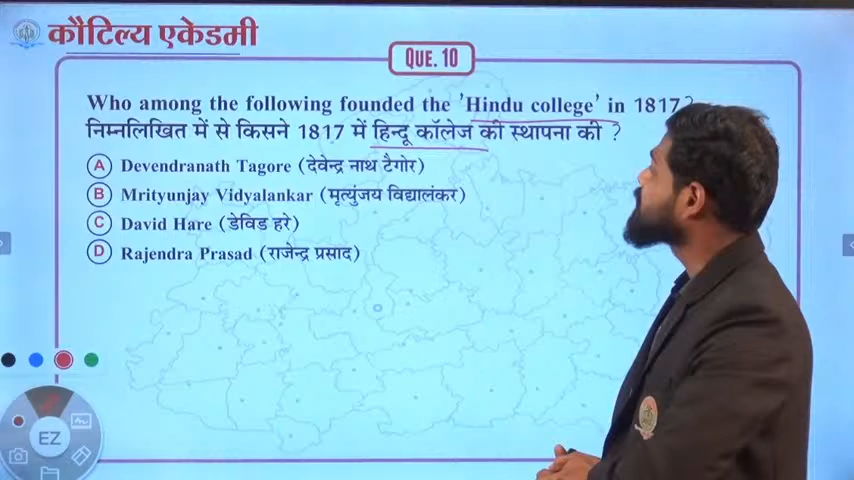 कौटिल्य एकेडमी
QUE. 10
Who among the following founded the 'Hindu college' in 1817?
निम्नलिखित में से किसने 1817 में हिन्दू कॉलेज की स्थापना की ?
A Devendranath Tagore (देवेन्द्र नाथ टैगोर)
B Mrityunjay Vidyalankar (मृत्युंजय विद्यालंकर)
C David Hare (डेविड हरे)
D Rajendra Prasad (राजेन्द्र प्रसाद)
EZ